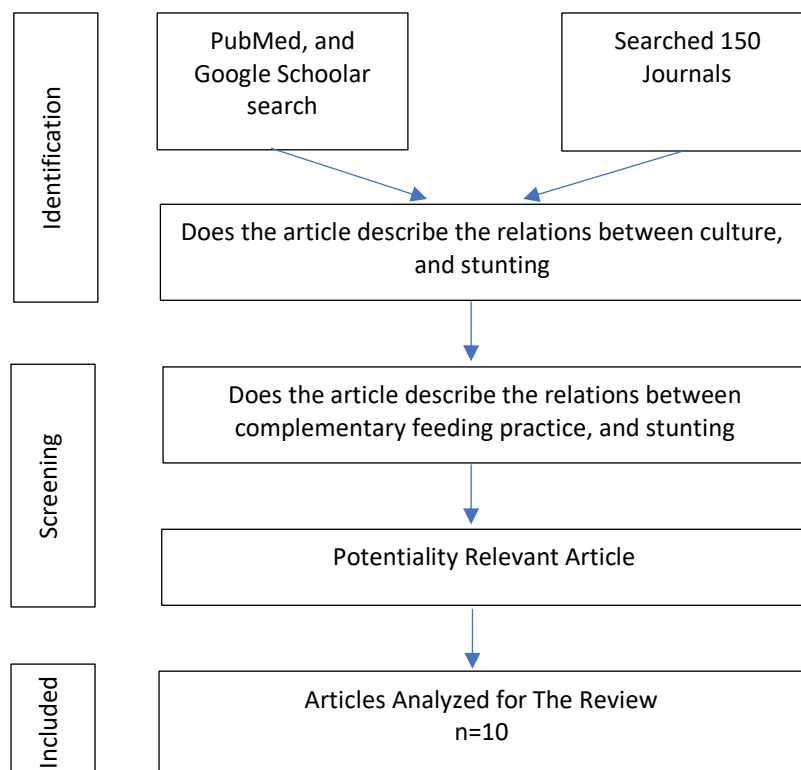 Identification
PubMed, and
Google Schoolar
search
Searched 150
Journals
Does the article describe the relations between culture,
and stunting
Screening
Does the article describe the relations between
complementary feeding practice, and stunting
Potentiality Relevant Article
Included
Articles Analyzed for The Review
n=10